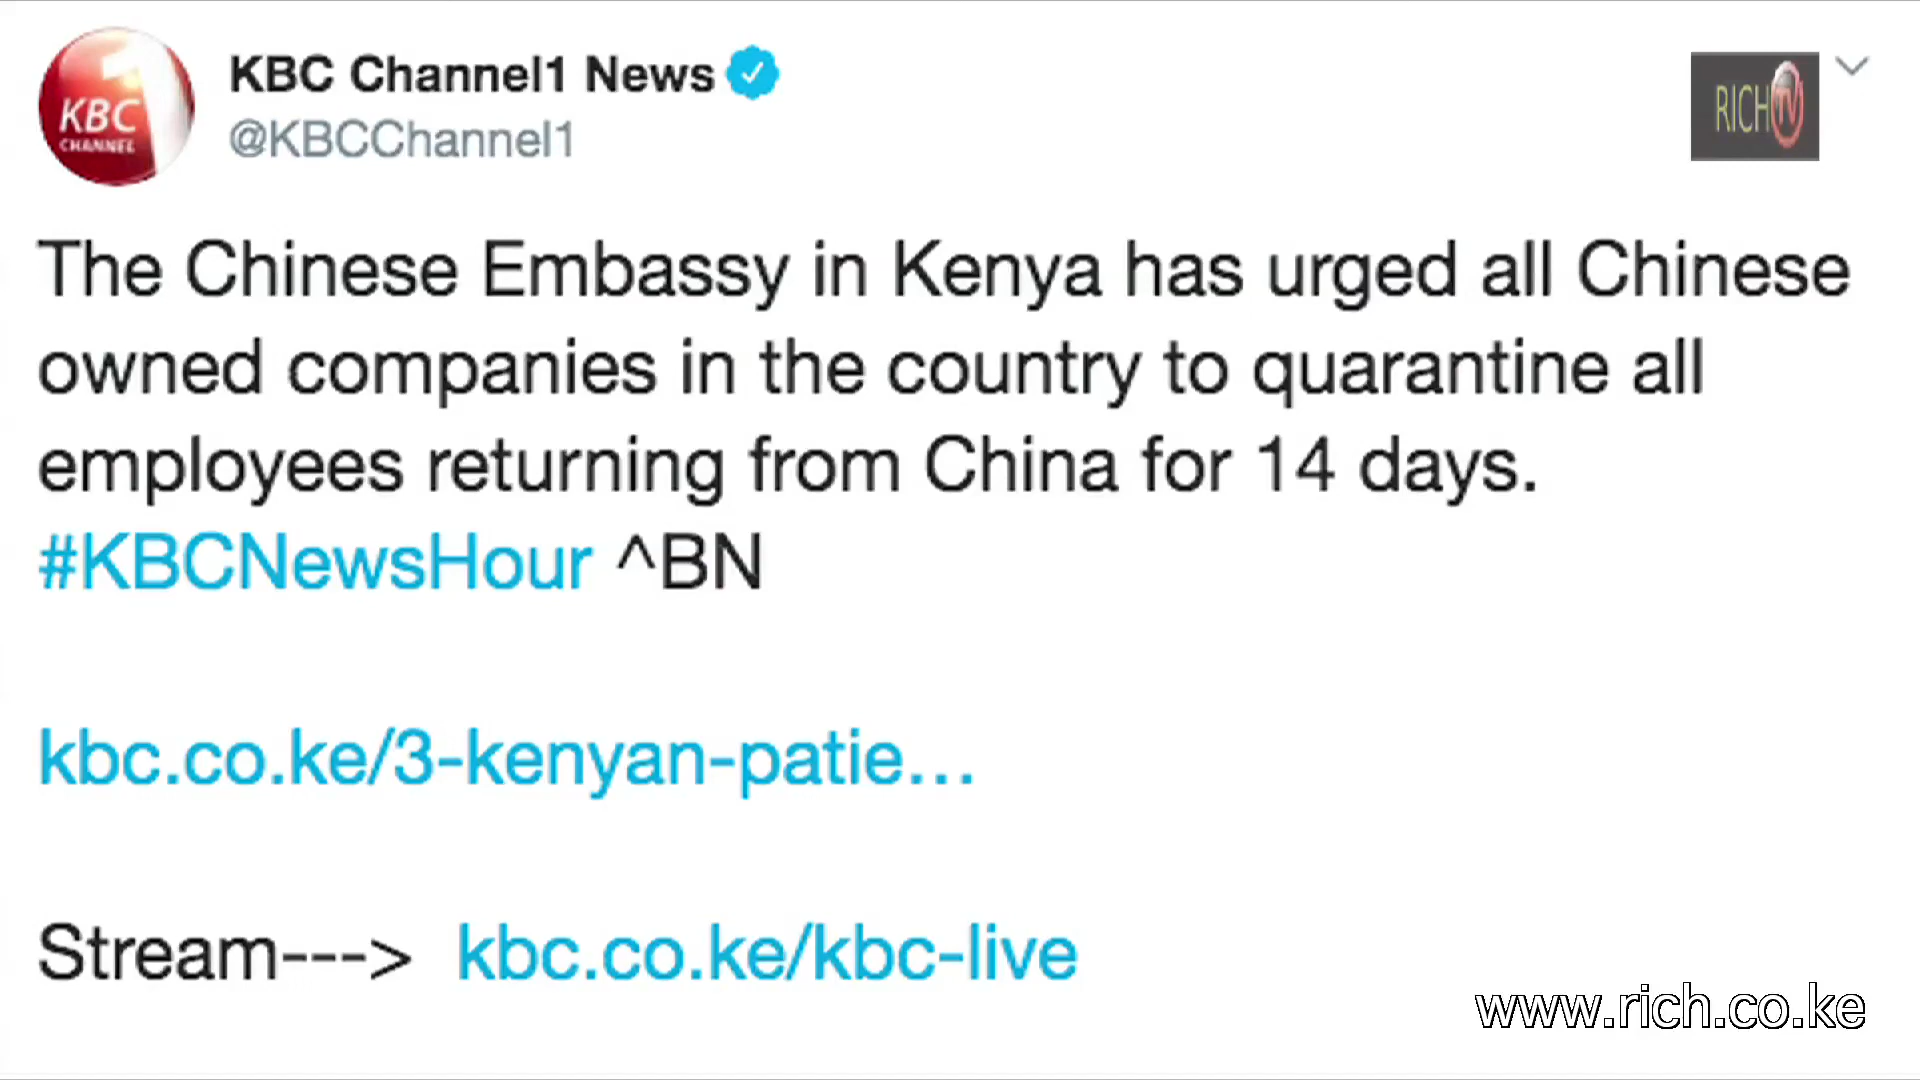 KBC Channel1 News
@KBCChannel1
KBC
CHANNEL
1
RICH TV
The Chinese Embassy in Kenya has urged all Chinese
owned companies in the country to quarantine all
employees returning from China for 14 days.
#KBCNewsHour ^BN
kbc.co.ke/3-kenyan-patie...
Stream---> kbc.co.ke/kbc-live
www.rich.co.ke